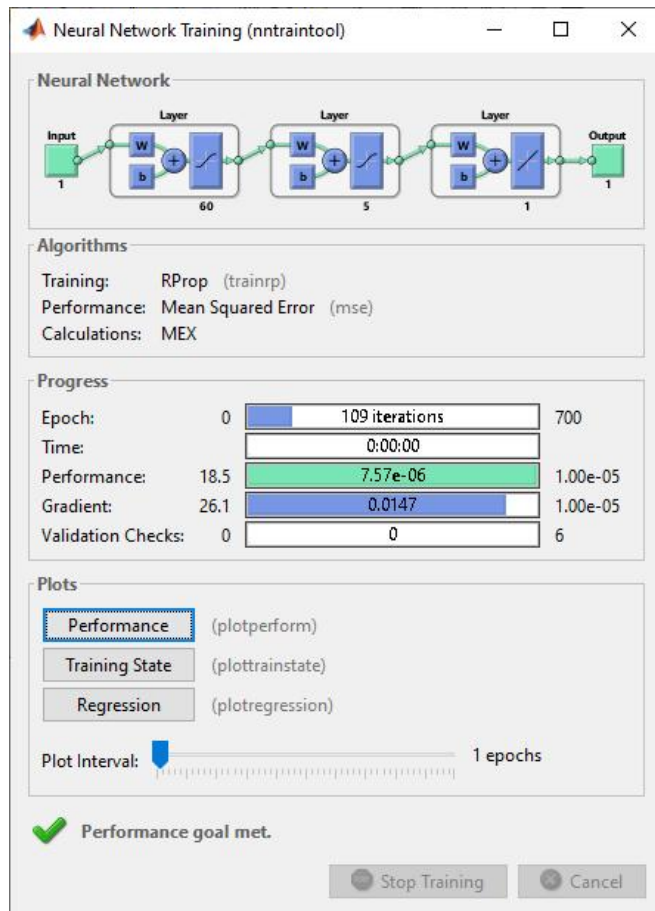 Neural Network Training (nntraintool)
Neural Network
Layer Layer Layer
Input Output
W W W
b b b
1 60 5 1 1
Algorithms
Training: RProp (trainrp)
Performance: Mean Squared Error (mse)
Calculations: MEX
Progress
Epoch: 0 109 iterations 700
Time: 0:00:00
Performance: 18.5 7.57e-06 1.00e-05
Gradient: 26.1 0.0147 1.00e-05
Validation Checks: 0 0 6
Plots
Performance (plotperform)
Training State (plottrainstate)
Regression (plotregression)
Plot Interval: 1 epochs
Performance goal met.
Stop Training Cancel